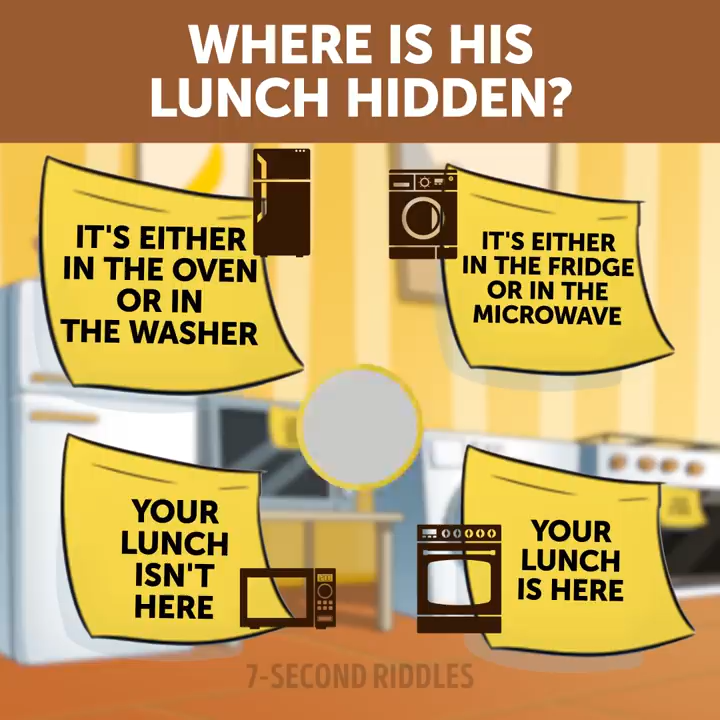 WHERE IS HIS
LUNCH HIDDEN?
IT'S EITHER
IN THE OVEN
OR IN
THE WASHER
IT'S EITHER
IN THE FRIDGE
OR IN THE
MICROWAVE
YOUR
LUNCH
ISN'T
HERE
YOUR
LUNCH
IS HERE
7-SECOND RIDDLES